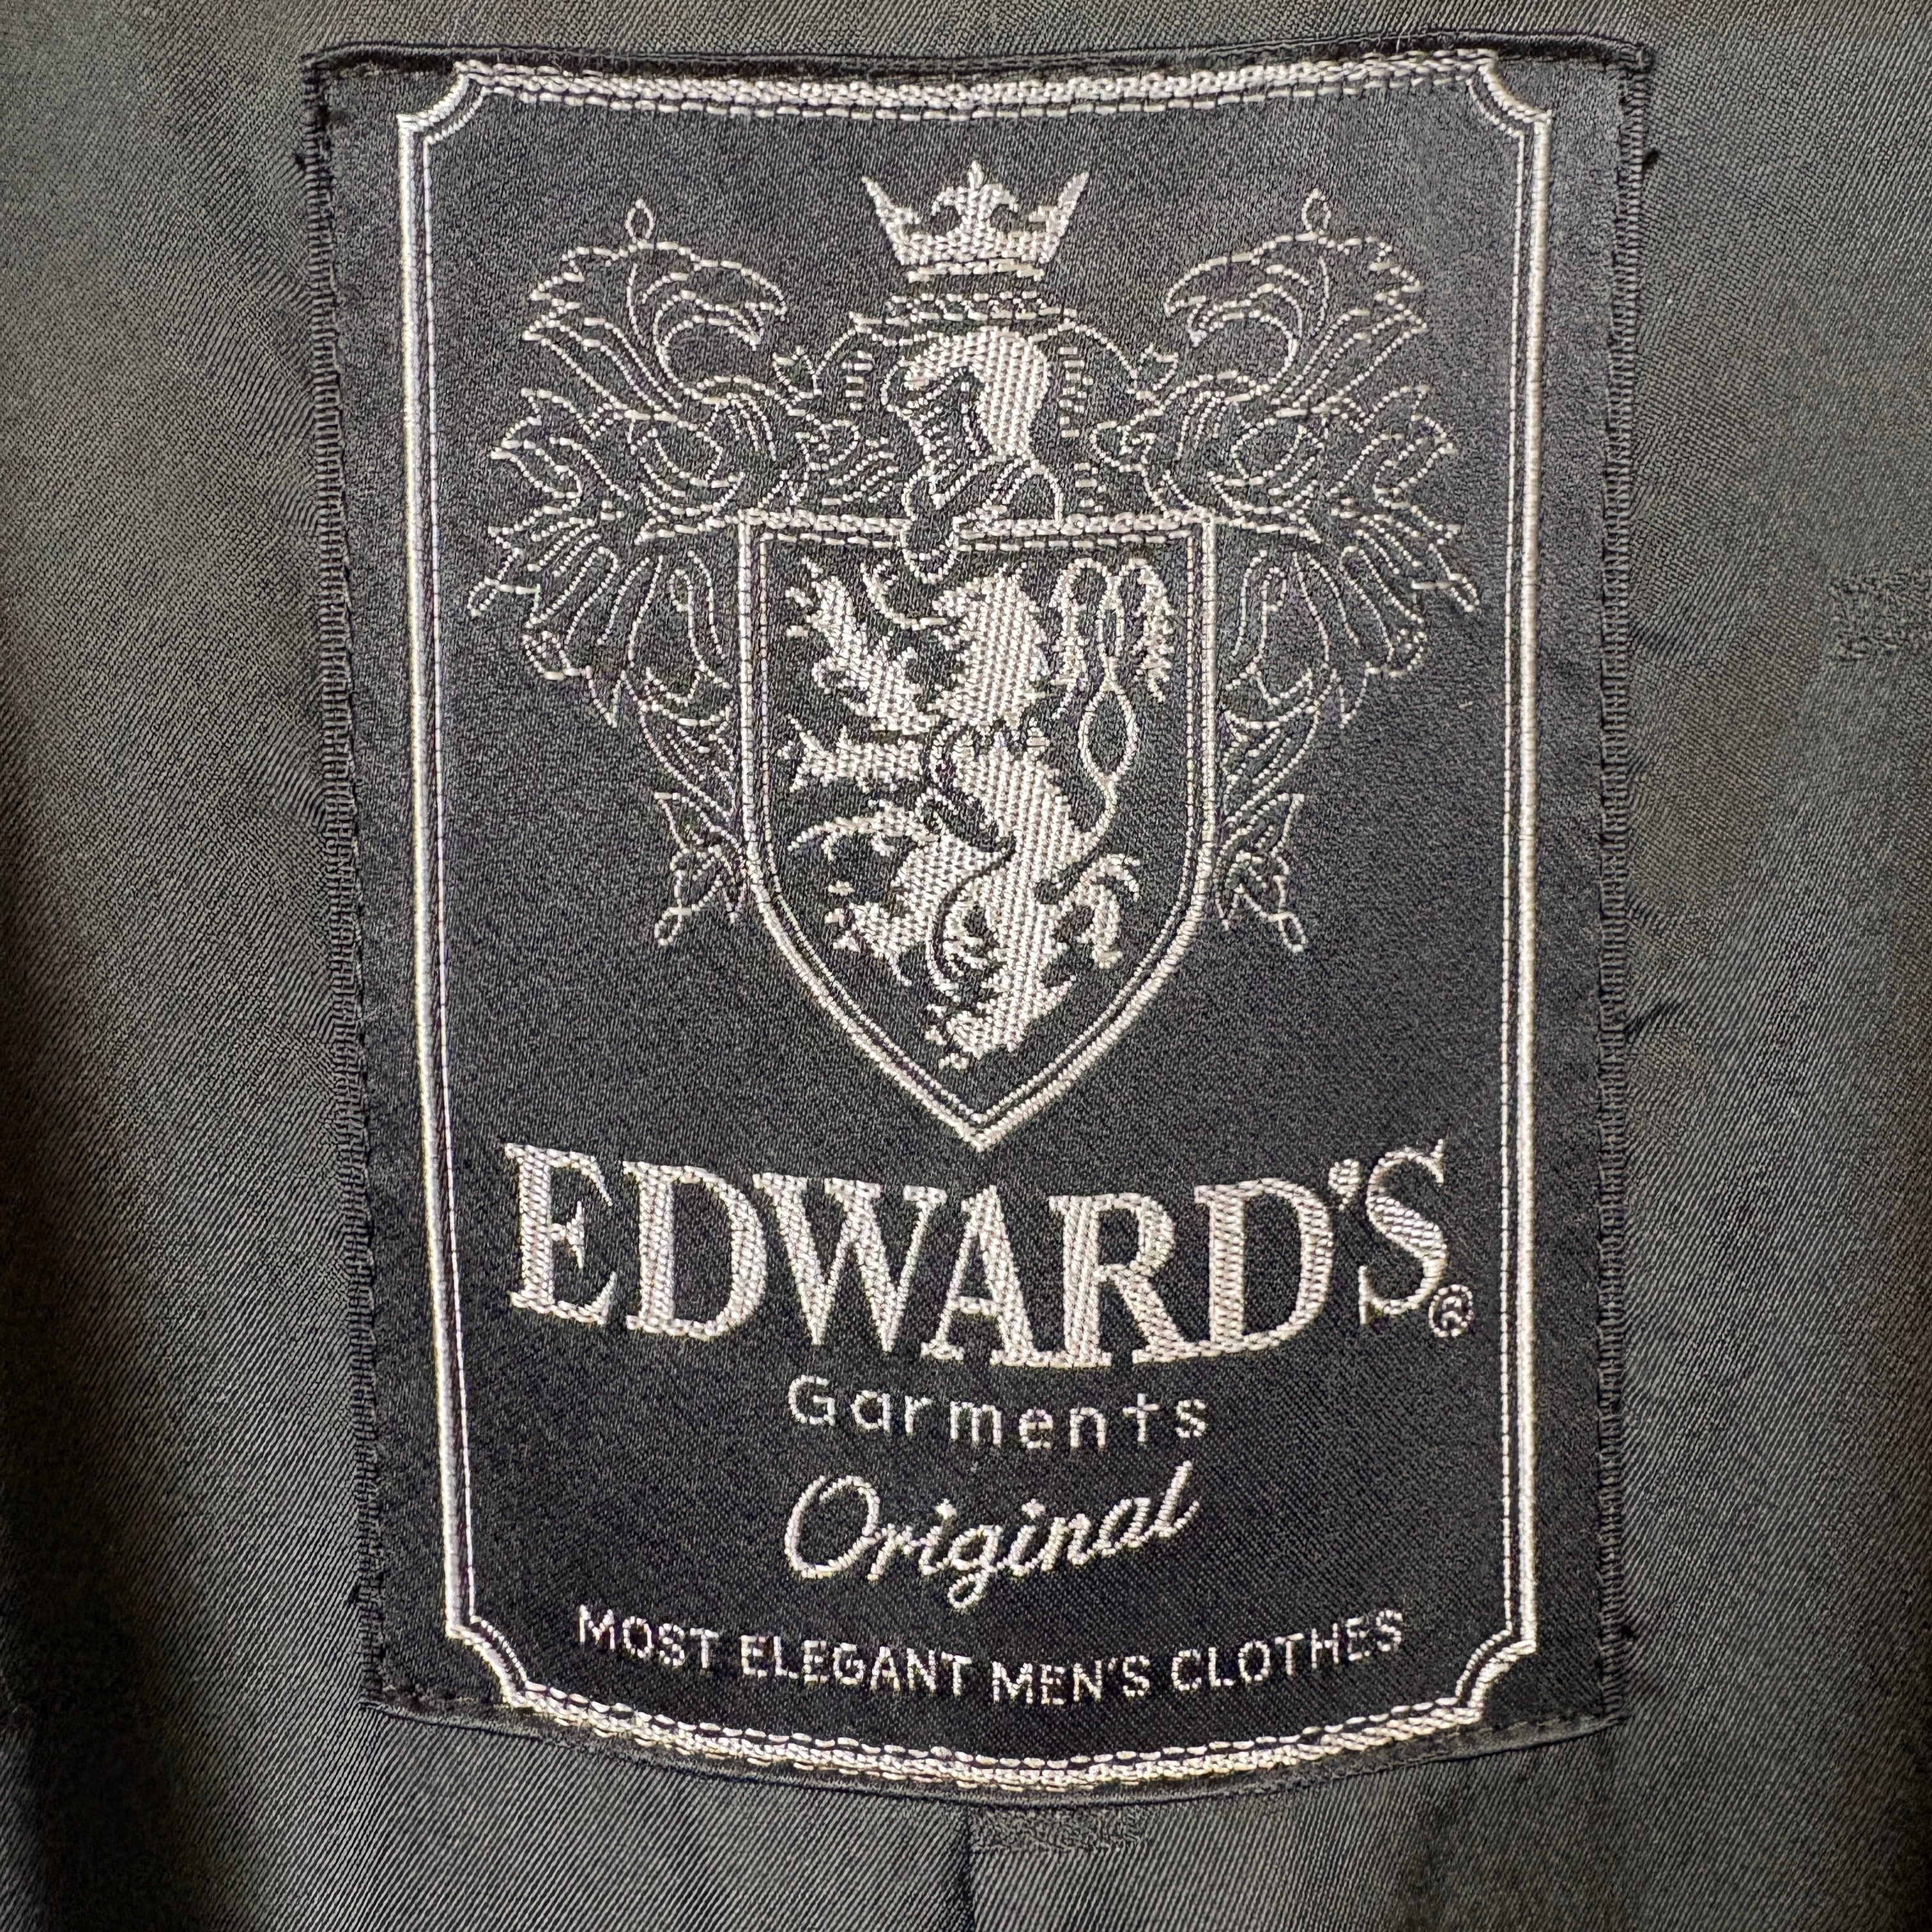 EDWARD'S®
Garments
Original
MOST ELEGANT MEN'S CLOTHES